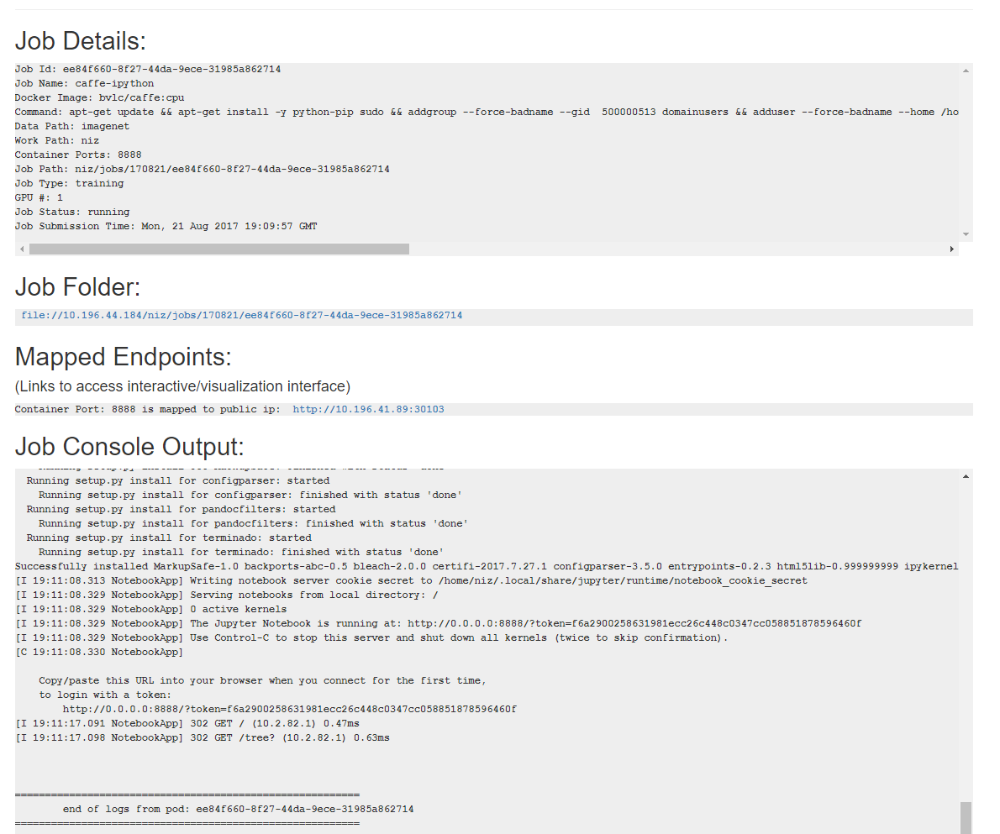 Job Details:
Job Id: ee84f660-8f27-44da-9ece-31985a862714
Job Name: caffe-ipython
Docker Image: bvlc/caffe:cpu
Command: apt-get update && apt-get install -y python-pip sudo && addgroup --force-badname --gid  500000513 domainusers && adduser --force-badname --home /ho
Data Path: imagenet
Work Path: niz
Container Ports: 8888
Job Path: niz/jobs/170821/ee84f660-8f27-44da-9ece-31985a862714
Job Type: training
GPU #: 1
Job Status: running
Job Submission Time: Mon, 21 Aug 2017 19:09:57 GMT
Job Folder:
file://10.196.44.184/niz/jobs/170821/ee84f660-8f27-44da-9ece-31985a862714
Mapped Endpoints:
(Links to access interactive/visualization interface)
Container Port: 8888 is mapped to public ip:  http://10.196.41.89:30103
Job Console Output:
Running setup.py install for configparser: started
Running setup.py install for configparser: finished with status 'done'
Running setup.py install for pandocfilters: started
Running setup.py install for pandocfilters: finished with status 'done'
Running setup.py install for terminado: started
Running setup.py install for terminado: finished with status 'done'
Successfully installed MarkupSafe-1.0 backports-abc-0.5 bleach-2.0.0 certifi-2017.7.27.1 configparser-3.5.0 entrypoints-0.2.3 html5lib-0.999999999 ipykernel
[I 19:11:08.313 NotebookApp] Writing notebook server cookie secret to /home/niz/.local/share/jupyter/runtime/notebook_cookie_secret
[I 19:11:08.329 NotebookApp] Serving notebooks from local directory: /
[I 19:11:08.329 NotebookApp] 0 active kernels
[I 19:11:08.329 NotebookApp] The Jupyter Notebook is running at: http://0.0.0.0:8888/?token=f6a2900258631981ecc26c448c0347cc058851878596460f
[I 19:11:08.329 NotebookApp] Use Control-C to stop this server and shut down all kernels (twice to skip confirmation).
[C 19:11:08.330 NotebookApp]
Copy/paste this URL into your browser when you connect for the first time,
to login with a token:
http://0.0.0.0:8888/?token=f6a2900258631981ecc26c448c0347cc058851878596460f
[I 19:11:17.091 NotebookApp] 302 GET / (10.2.82.1) 0.47ms
[I 19:11:17.098 NotebookApp] 302 GET /tree? (10.2.82.1) 0.63ms
=========================================================
end of logs from pod: ee84f660-8f27-44da-9ece-31985a862714
=========================================================